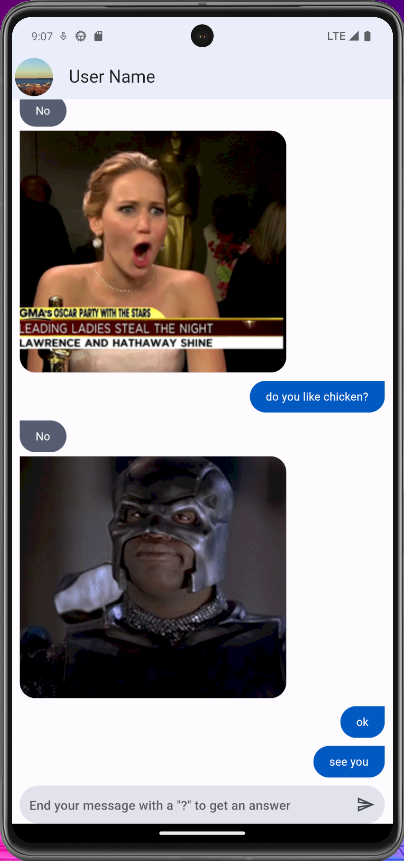 9:07 LTE
User Name
No
GMA's OSCAR PARTY WITH THE STARS
LEADING LADIES STEAL THE NIGHT
LAWRENCE AND HATHAWAY SHINE
do you like chicken?
No
ok
see you
End your message with a "?" to get an answer